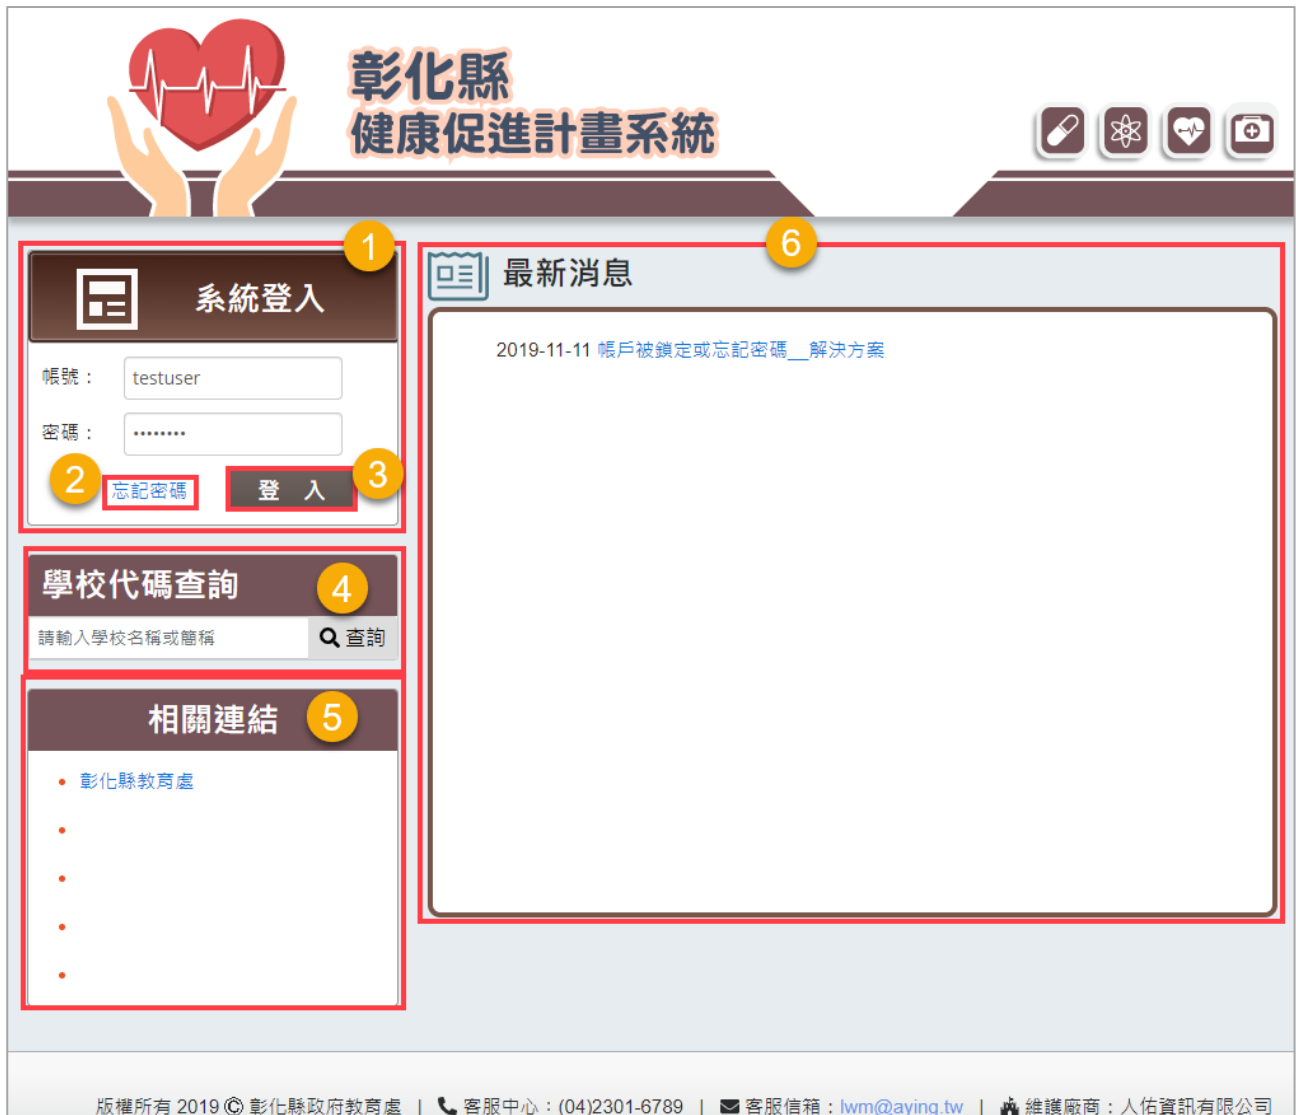 彰化縣
健康促進計畫系統
1
系統登入
帳號：
testuser
密碼：
••••••••
2
忘記密碼
登 入
3
學校代碼查詢
4
請輸入學校名稱或簡稱
查詢
相關連結
5
彰化縣教育處
6
最新消息
2019-11-11 帳戶被鎖定或忘記密碼__解決方案
版權所有 2019 © 彰化縣政府教育處 | 客服中心：(04)2301-6789 | 客服信箱：lwm@aying.tw | 維護廠商：人佑資訊有限公司